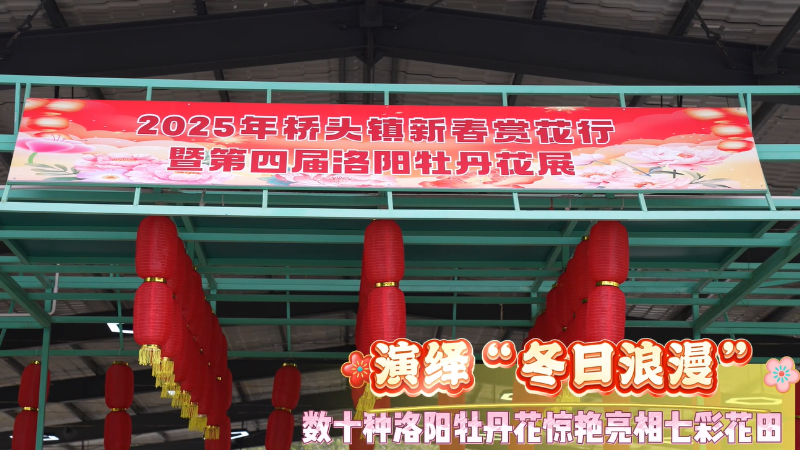 2025年桥头镇新春赏花行
暨第四届洛阳牡丹花展
演绎“冬日浪漫”
数十种洛阳牡丹花惊艳亮相七彩花田